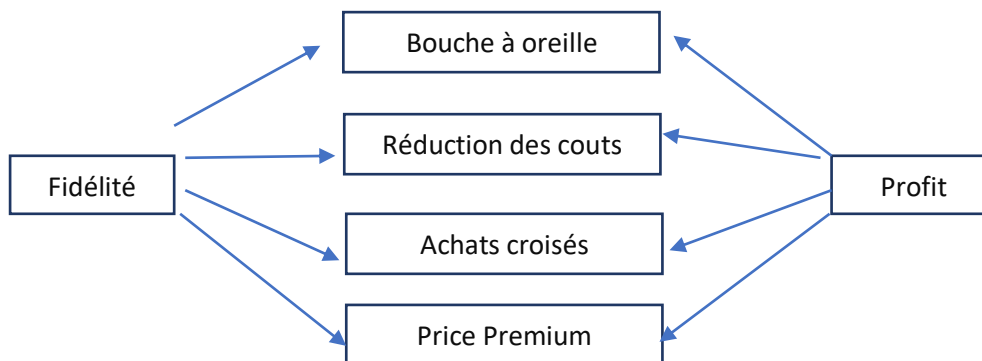 Bouche à oreille
Réduction des couts
Fidélité
Profit
Achats croisés
Price Premium